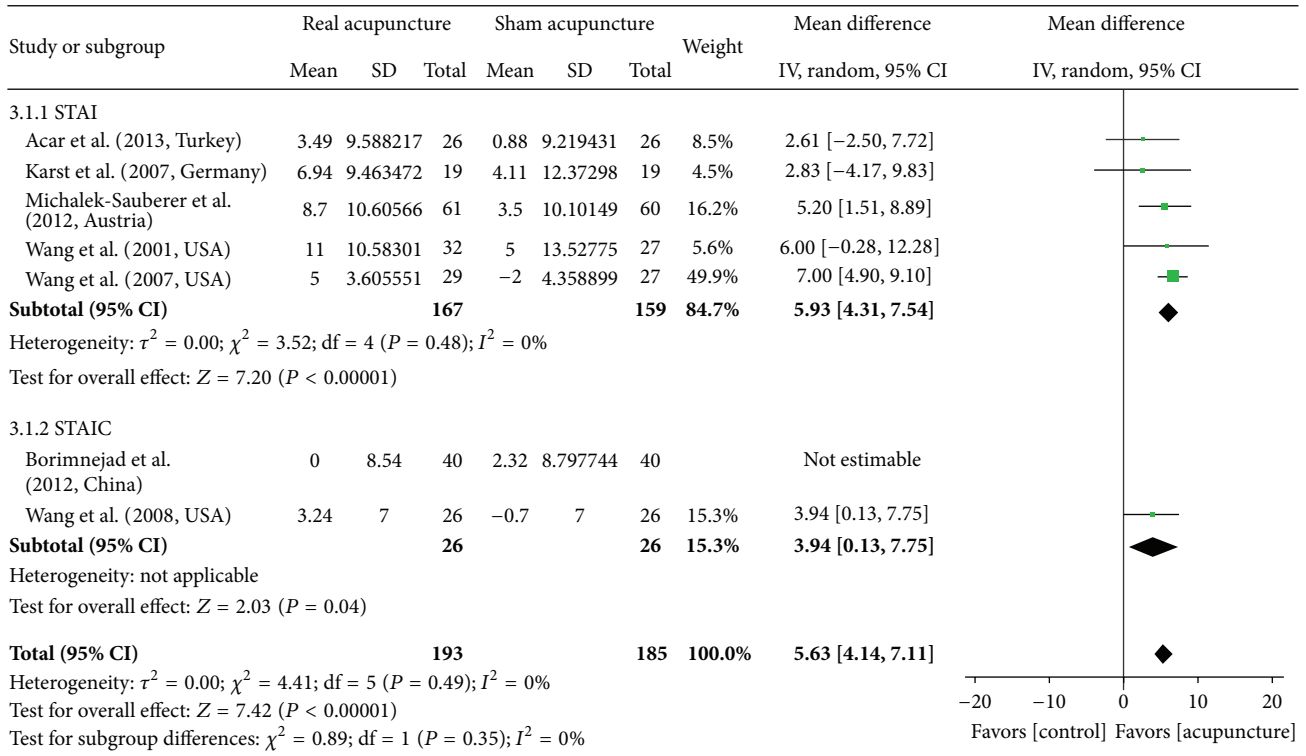 Study or subgroup Real acupuncture Sham acupuncture Weight Mean difference Mean difference
Mean SD Total Mean SD Total IV, random, 95% CI IV, random, 95% CI
3.1.1 STAI
Acar et al. (2013, Turkey) 3.49 9.588217 26 0.88 9.219431 26 8.5% 2.61 [−2.50, 7.72]
Karst et al. (2007, Germany) 6.94 9.463472 19 4.11 12.37298 19 4.5% 2.83 [−4.17, 9.83]
Michalek-Sauberer et al.
(2012, Austria) 8.7 10.60566 61 3.5 10.10149 60 16.2% 5.20 [1.51, 8.89]
Wang et al. (2001, USA) 11 10.58301 32 5 13.52775 27 5.6% 6.00 [−0.28, 12.28]
Wang et al. (2007, USA) 5 3.605551 29 −2 4.358899 27 49.9% 7.00 [4.90, 9.10]
Subtotal (95% CI) 167 159 84.7% 5.93 [4.31, 7.54]
Heterogeneity: τ² = 0.00; χ² = 3.52; df = 4 (P = 0.48); I² = 0%
Test for overall effect: Z = 7.20 (P < 0.00001)
3.1.2 STAIC
Borimnejad et al.
(2012, China) 0 8.54 40 2.32 8.797744 40 Not estimable
Wang et al. (2008, USA) 3.24 7 26 −0.7 7 26 15.3% 3.94 [0.13, 7.75]
Subtotal (95% CI) 26 26 15.3% 3.94 [0.13, 7.75]
Heterogeneity: not applicable
Test for overall effect: Z = 2.03 (P = 0.04)
Total (95% CI) 193 185 100.0% 5.63 [4.14, 7.11]
Heterogeneity: τ² = 0.00; χ² = 4.41; df = 5 (P = 0.49); I² = 0%
Test for overall effect: Z = 7.42 (P < 0.00001)
Test for subgroup differences: χ² = 0.89; df = 1 (P = 0.35); I² = 0%
−20 −10 0 10 20
Favors [control] Favors [acupuncture]